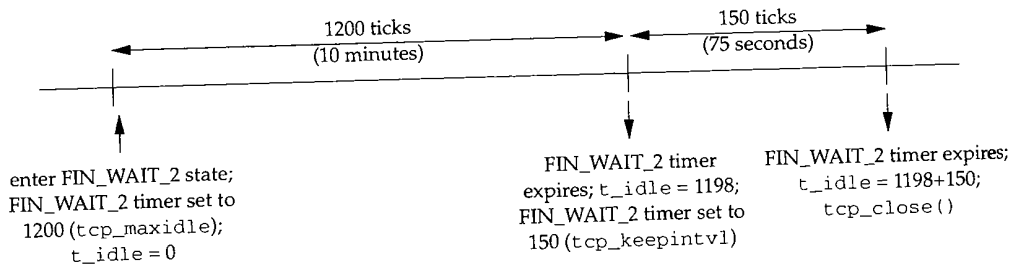 1200 ticks
(10 minutes)
150 ticks
(75 seconds)
enter FIN_WAIT_2 state;
FIN_WAIT_2 timer set to
1200 (tcp_maxidle);
t_idle = 0
FIN_WAIT_2 timer
expires; t_idle = 1198;
FIN_WAIT_2 timer set to
150 (tcp_keepintvl)
FIN_WAIT_2 timer expires;
t_idle = 1198+150;
tcp_close()